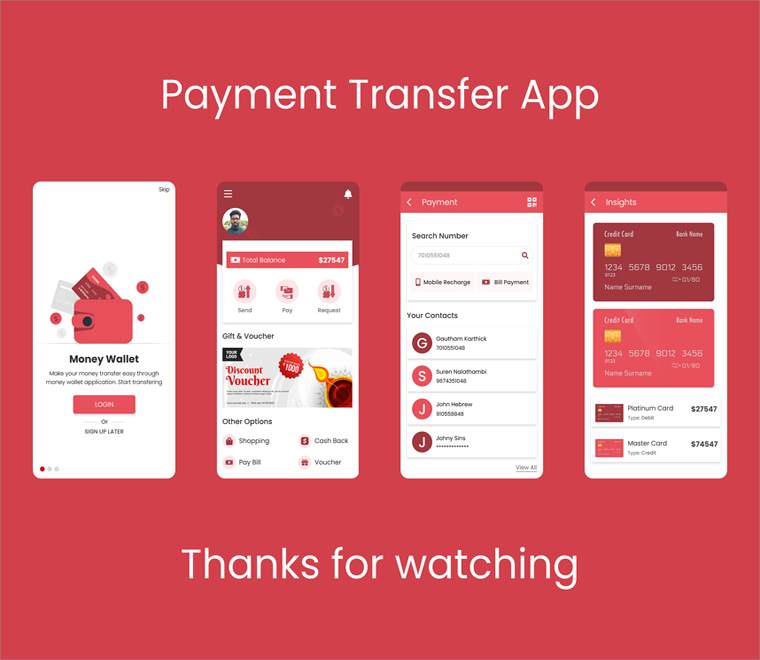 Payment Transfer App
Skip
Money Wallet
Make your money transfer easy through
money wallet application. Start transfering
LOGIN
Or
SIGN UP LATER
Total Balance $27547
Send Pay Request
Gift & Voucher
YOUR
LOGO
Discount
Voucher
1000
Other Options
Shopping Cash Back
Pay Bill Voucher
Payment
Search Number
7010551048
Mobile Recharge Bill Payment
Your Contacts
G Gautham Karthick
7010551048
S Suren Nalathambi
9674351048
J John Hebrew
910558848
J Johny Sins
*************
View All
Insights
Credit Card Bank Name
1234 5678 9012 3456
0123
01/80
Name Surname
Credit Card Bank Name
1234 5678 9012 3456
0123
01/80
Name Surname
Platinum Card $27547
Type: Debit
Master Card $74547
Type: Credit
Thanks for watching